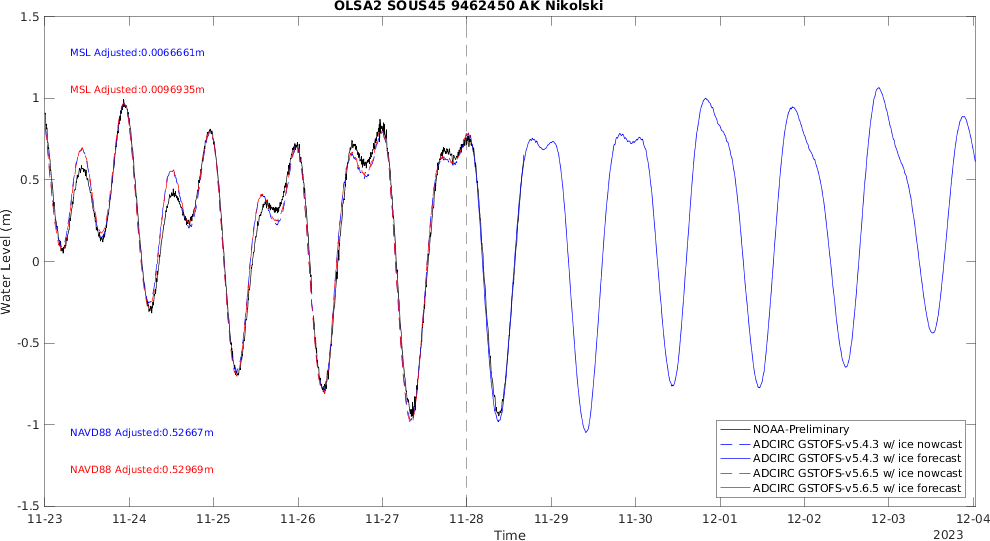 OLSA2 SOUS45 9462450 AK Nikolski
1.5
1
0.5
0
-0.5
-1
-1.5
Water Level (m)
MSL Adjusted:0.0066661m
MSL Adjusted:0.0096935m
NAVD88 Adjusted:0.52667m
NAVD88 Adjusted:0.52969m
NOAA-Preliminary
ADCIRC GSTOFS-v5.4.3 w/ ice nowcast
ADCIRC GSTOFS-v5.4.3 w/ ice forecast
ADCIRC GSTOFS-v5.6.5 w/ ice nowcast
ADCIRC GSTOFS-v5.6.5 w/ ice forecast
11-23 11-24 11-25 11-26 11-27 11-28 11-29 11-30 12-01 12-02 12-03 12-04
Time
2023